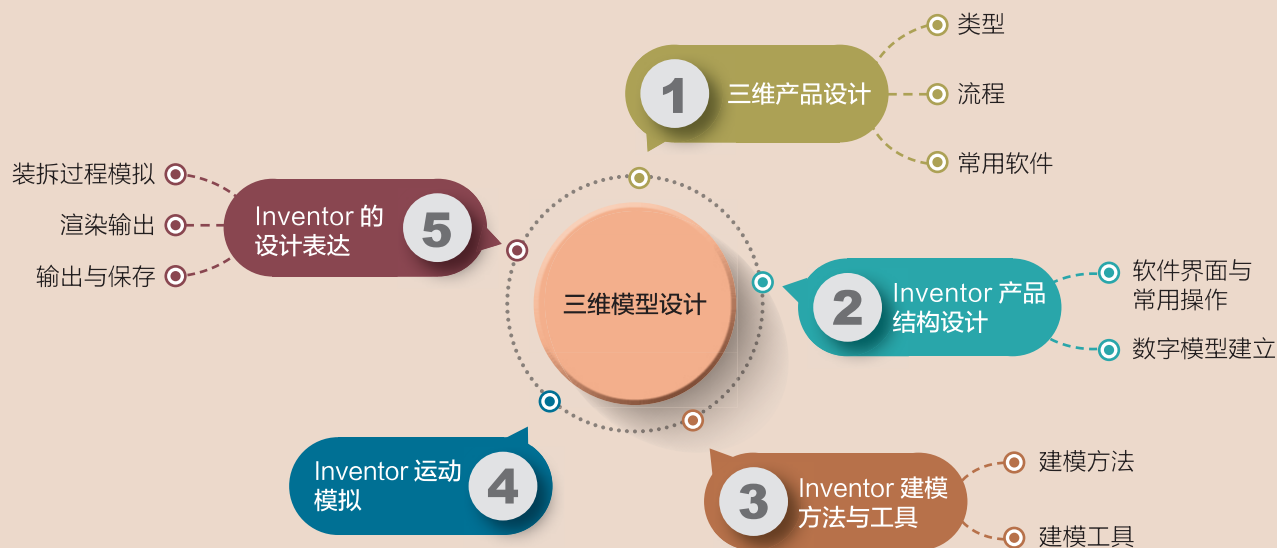 三维模型设计
1
三维产品设计
类型
流程
常用软件
2
Inventor 产品
结构设计
软件界面与
常用操作
数字模型建立
3
Inventor 建模
方法与工具
建模方法
建模工具
4
Inventor 运动
模拟
5
Inventor 的
设计表达
装拆过程模拟
渲染输出
输出与保存